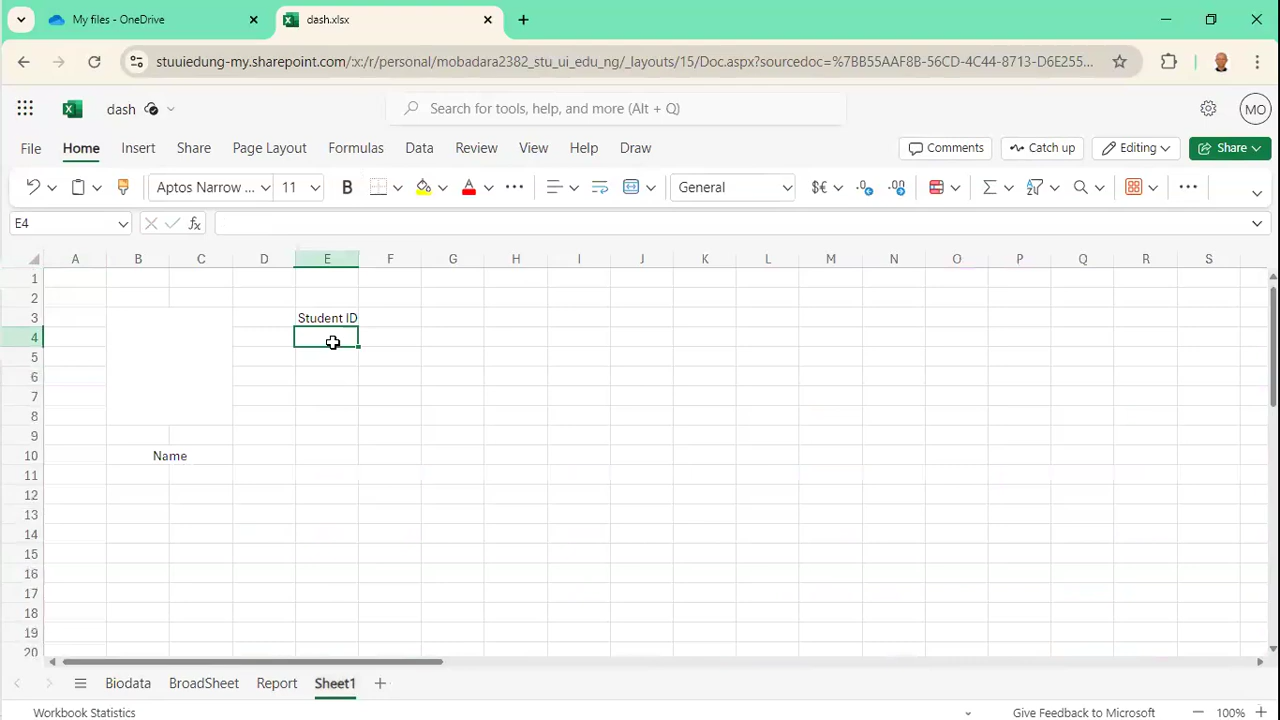 My files - OneDrive
dash.xlsx
stuuiedung-my.sharepoint.com/:x:/r/personal/mobisdara2382_stu_ui_edu_ng/_layouts/15/Doc.aspx?sourcedoc=%7BB55AAF8B-56CD-4C44-8713-D6E255...
dash
Search for tools, help, and more (Alt + Q)
MO
File Home Insert Share Page Layout Formulas Data Review View Help Draw
Comments Catch up Editing Share
Aptos Narrow ... 11 B A ... General $€ .0 .00 Σ ...
E4 fx
A B C D E F G H I J K L M N O P Q R S
1
2
3 Student ID
4
5
6
7
8
9
10 Name
11
12
13
14
15
16
17
18
19
20
Biodata BroadSheet Report Sheet1
Workbook Statistics Give Feedback to Microsoft 100%